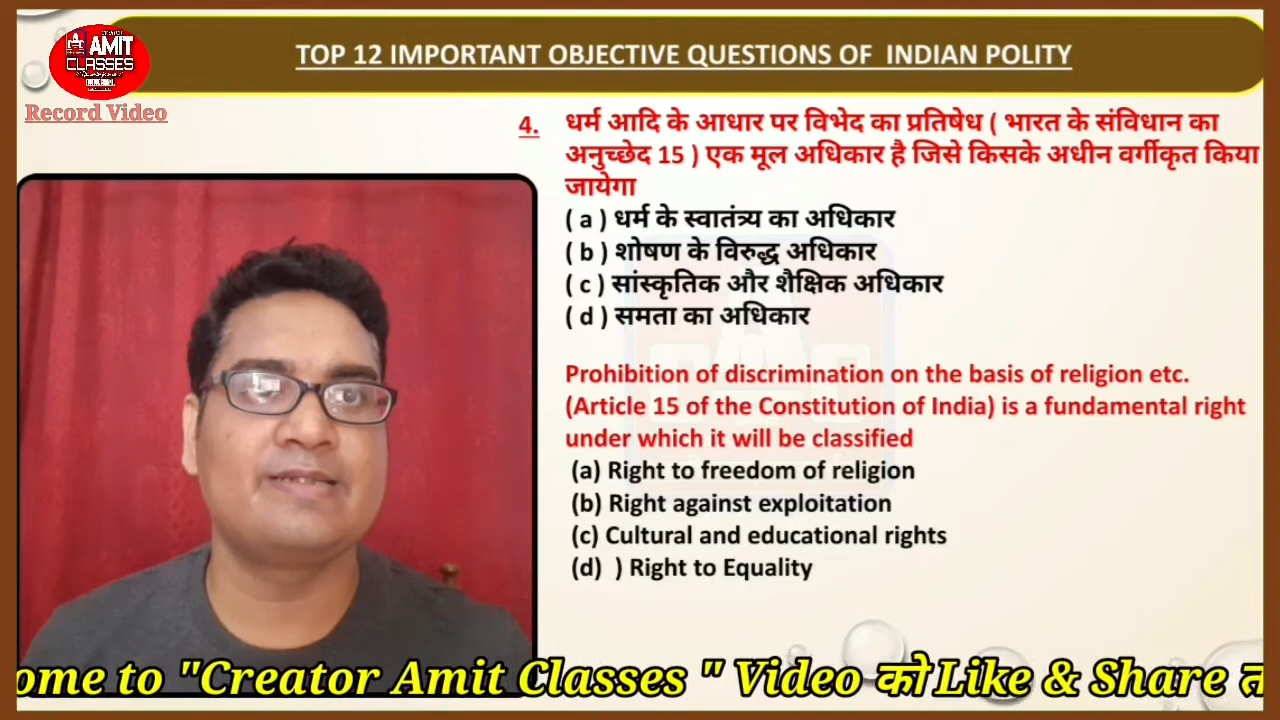 AMIT
CLASSES
Record Video
TOP 12 IMPORTANT OBJECTIVE QUESTIONS OF INDIAN POLITY
4. धर्म आदि के आधार पर विभेद का प्रतिषेध ( भारत के संविधान का
अनुच्छेद 15 ) एक मूल अधिकार है जिसे किसके अधीन वर्गीकृत किया
जायेगा
( a ) धर्म के स्वातंत्र्य का अधिकार
( b ) शोषण के विरुद्ध अधिकार
( c ) सांस्कृतिक और शैक्षिक अधिकार
( d ) समता का अधिकार
Prohibition of discrimination on the basis of religion etc.
(Article 15 of the Constitution of India) is a fundamental right
under which it will be classified
(a) Right to freedom of religion
(b) Right against exploitation
(c) Cultural and educational rights
(d) ) Right to Equality
ome to "Creator Amit Classes " Video को Like & Share त